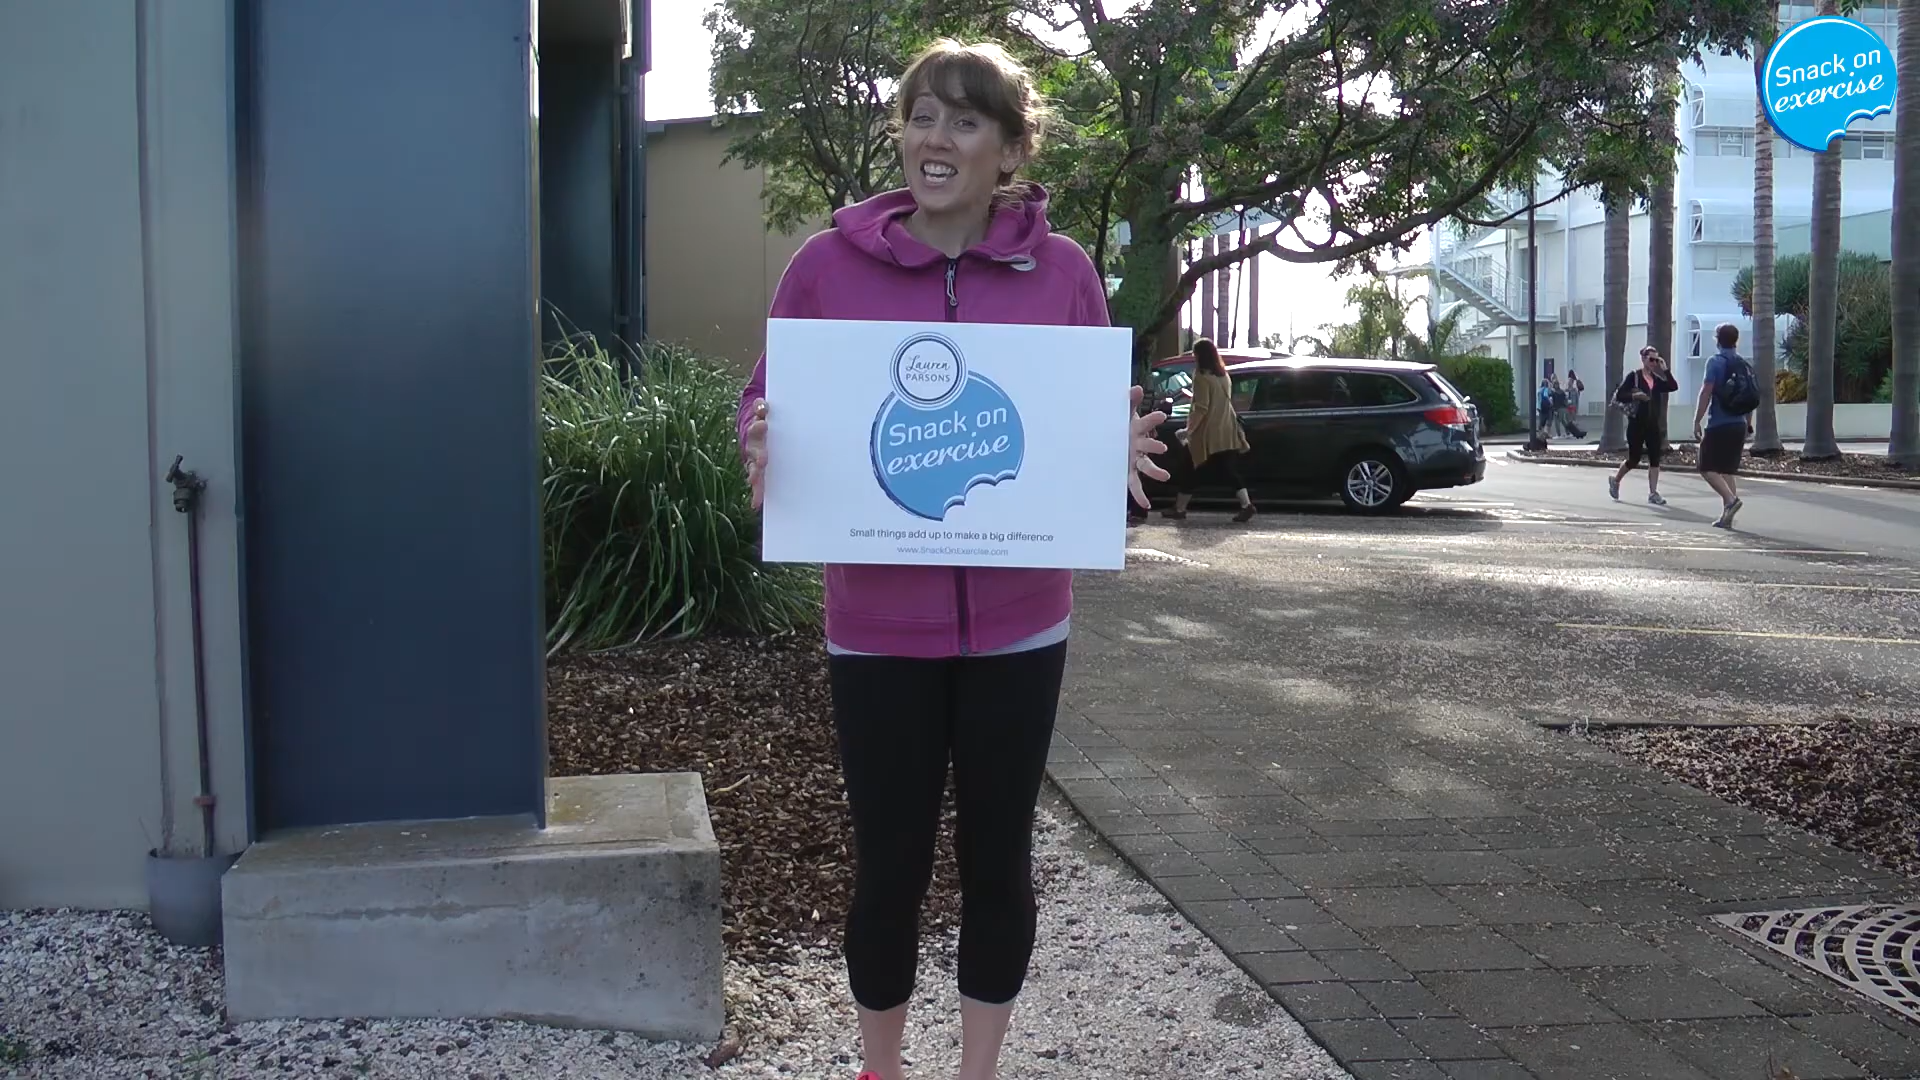 Snack on
exercise
Lauren
PARSONS
Snack on
exercise
Small things add up to make a big difference
www.SnackOnExercise.com